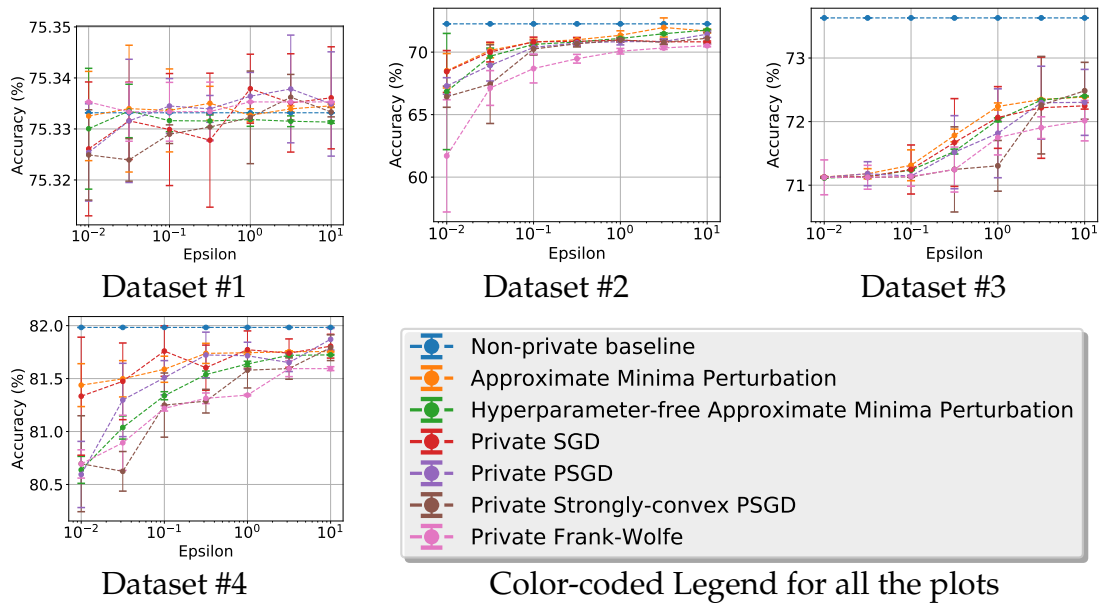 75.35
75.34
75.33
75.32
Accuracy (%)
10⁻² 10⁻¹ 10⁰ 10¹
Epsilon
Dataset #1
70
65
60
Accuracy (%)
10⁻² 10⁻¹ 10⁰ 10¹
Epsilon
Dataset #2
73
72
71
Accuracy (%)
10⁻² 10⁻¹ 10⁰ 10¹
Epsilon
Dataset #3
82.0
81.5
81.0
80.5
Accuracy (%)
10⁻² 10⁻¹ 10⁰ 10¹
Epsilon
Dataset #4
Non-private baseline
Approximate Minima Perturbation
Hyperparameter-free Approximate Minima Perturbation
Private SGD
Private PSGD
Private Strongly-convex PSGD
Private Frank-Wolfe
Color-coded Legend for all the plots